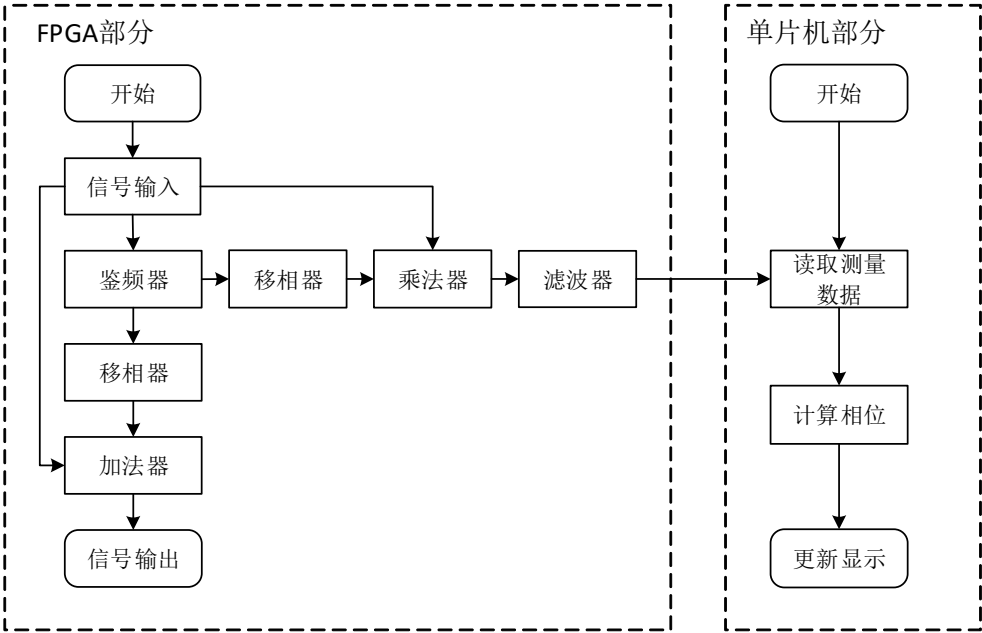 FPGA部分
开始
信号输入
鉴频器
移相器
乘法器
滤波器
移相器
加法器
信号输出
单片机部分
开始
读取测量
数据
计算相位
更新显示